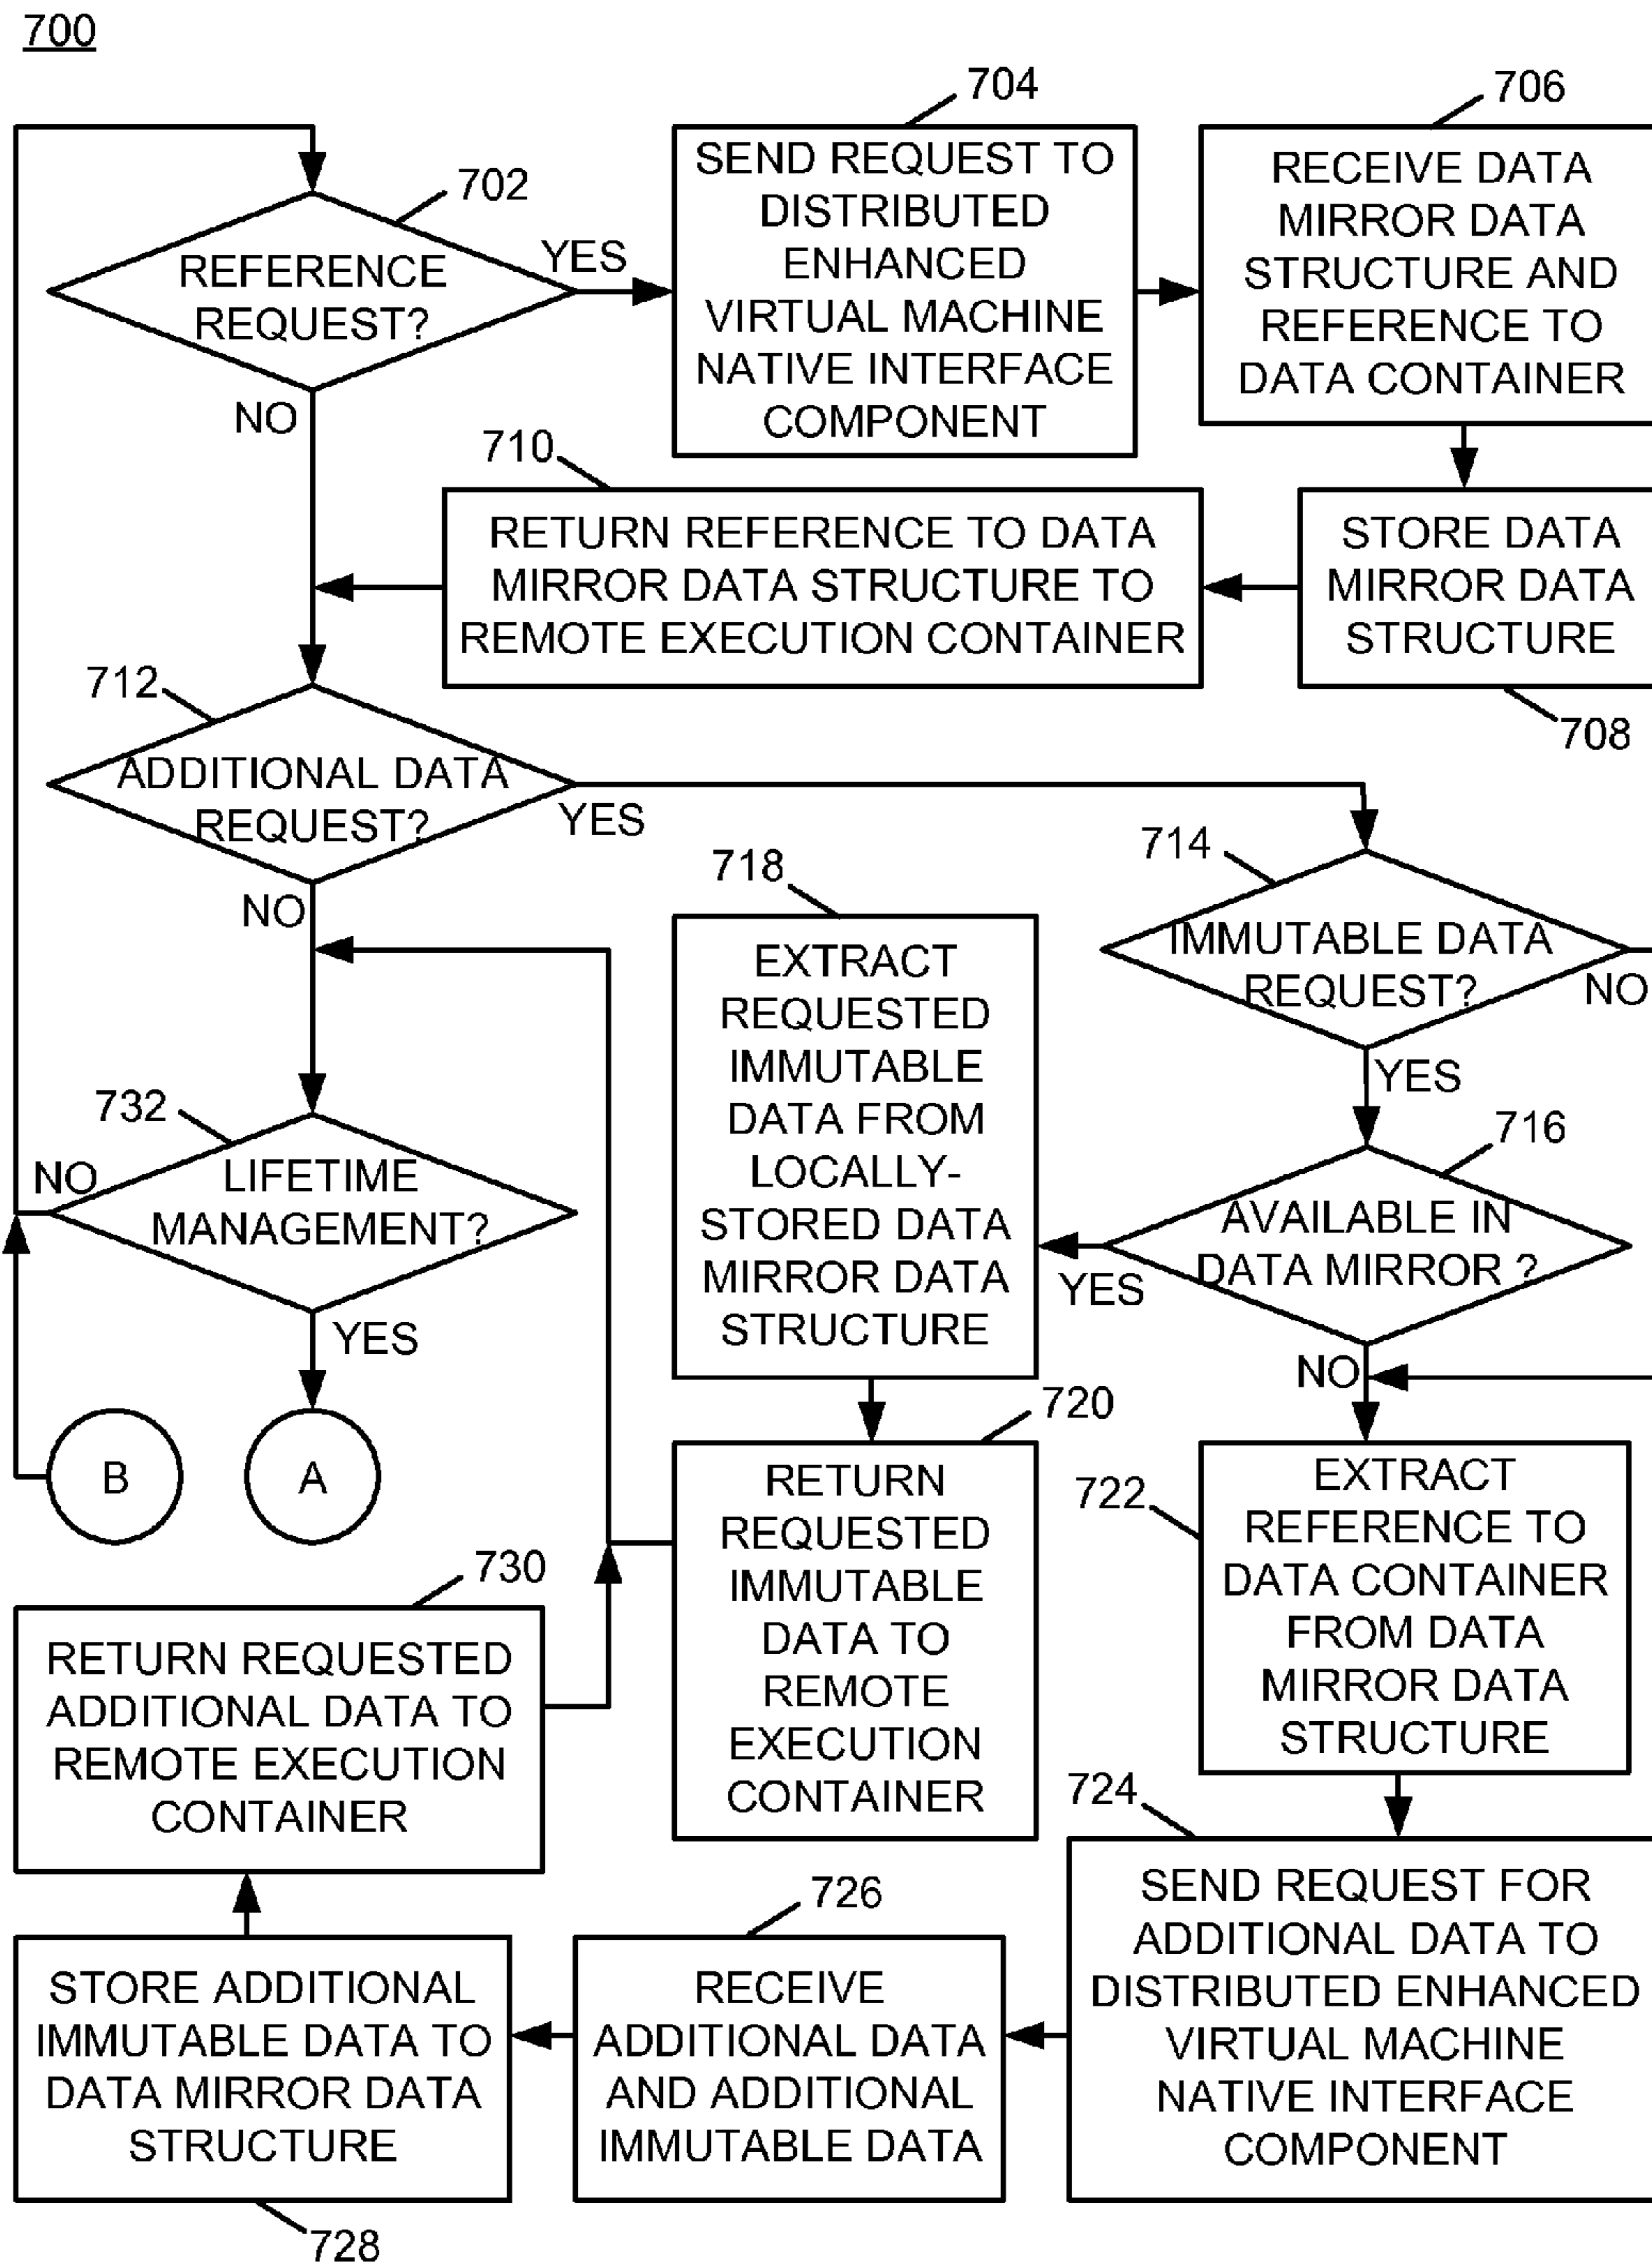 700
702
REFERENCE
REQUEST?
YES
NO
704
SEND REQUEST TO
DISTRIBUTED
ENHANCED
VIRTUAL MACHINE
NATIVE INTERFACE
COMPONENT
706
RECEIVE DATA
MIRROR DATA
STRUCTURE AND
REFERENCE TO
DATA CONTAINER
710
RETURN REFERENCE TO DATA
MIRROR DATA STRUCTURE TO
REMOTE EXECUTION CONTAINER
STORE DATA
MIRROR DATA
STRUCTURE
708
712
ADDITIONAL DATA
REQUEST?
YES
NO
714
IMMUTABLE DATA
REQUEST?
NO
YES
718
EXTRACT
REQUESTED
IMMUTABLE
DATA FROM
LOCALLY-
STORED DATA
MIRROR DATA
STRUCTURE
716
AVAILABLE IN
DATA MIRROR ?
YES
NO
732
LIFETIME
MANAGEMENT?
NO
YES
B
A
720
RETURN
REQUESTED
IMMUTABLE
DATA TO
REMOTE
EXECUTION
CONTAINER
722
EXTRACT
REFERENCE TO
DATA CONTAINER
FROM DATA
MIRROR DATA
STRUCTURE
730
RETURN REQUESTED
ADDITIONAL DATA TO
REMOTE EXECUTION
CONTAINER
724
SEND REQUEST FOR
ADDITIONAL DATA TO
DISTRIBUTED ENHANCED
VIRTUAL MACHINE
NATIVE INTERFACE
COMPONENT
726
RECEIVE
ADDITIONAL DATA
AND ADDITIONAL
IMMUTABLE DATA
STORE ADDITIONAL
IMMUTABLE DATA TO
DATA MIRROR DATA
STRUCTURE
728